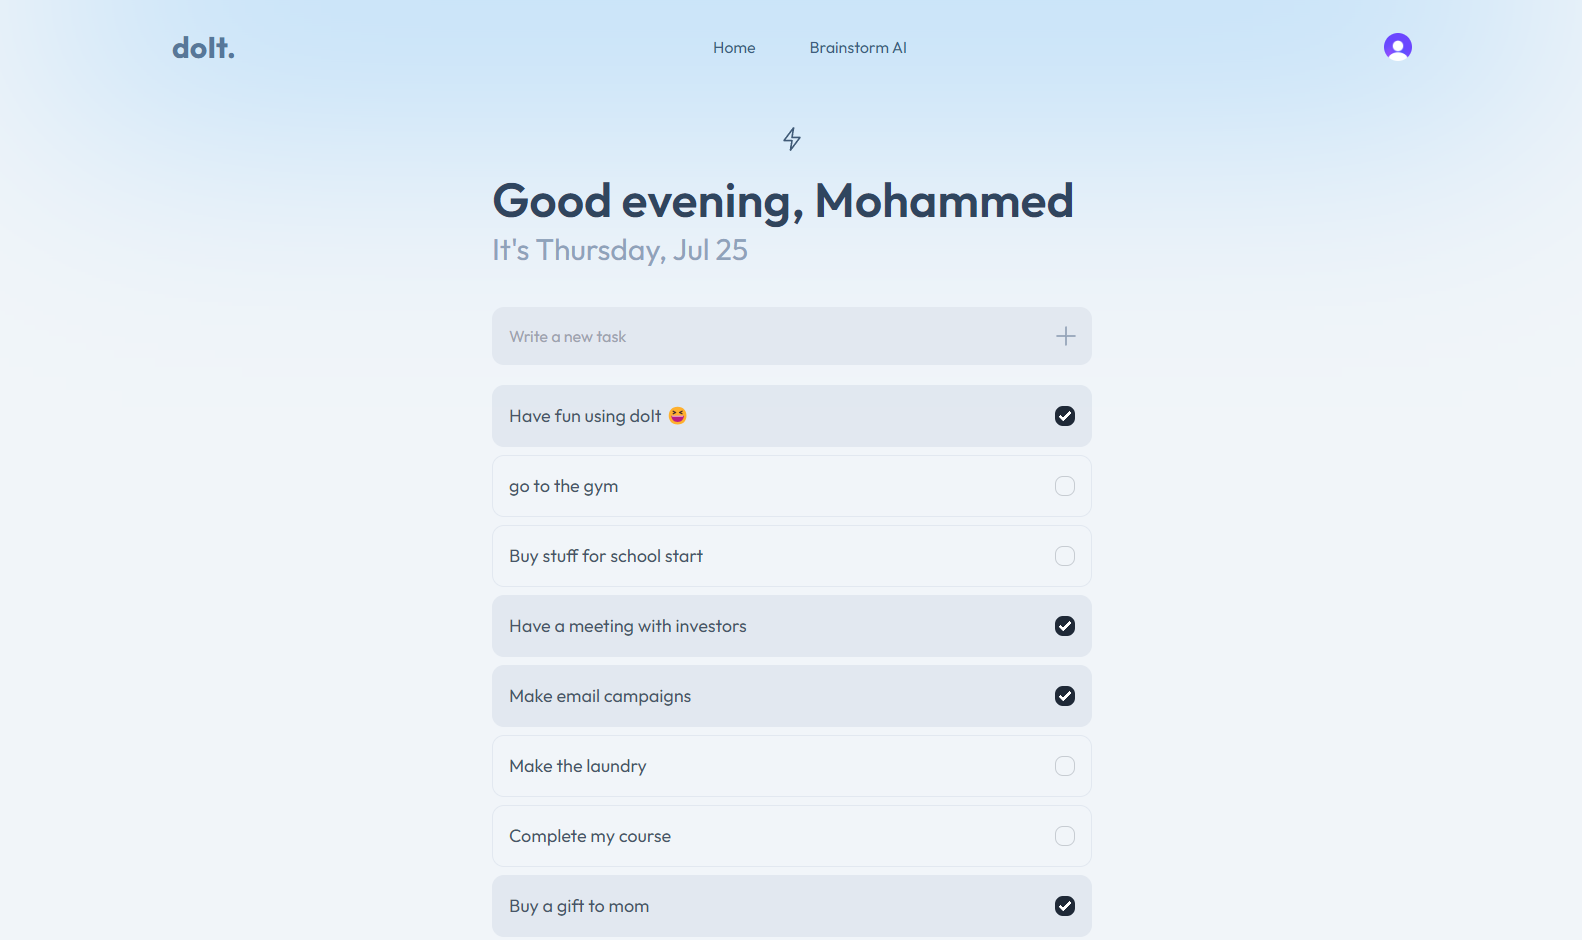 doIt.
Home
Brainstorm AI
Good evening, Mohammed
It's Thursday, Jul 25
Write a new task
Have fun using doIt 😆
go to the gym
Buy stuff for school start
Have a meeting with investors
Make email campaigns
Make the laundry
Complete my course
Buy a gift to mom